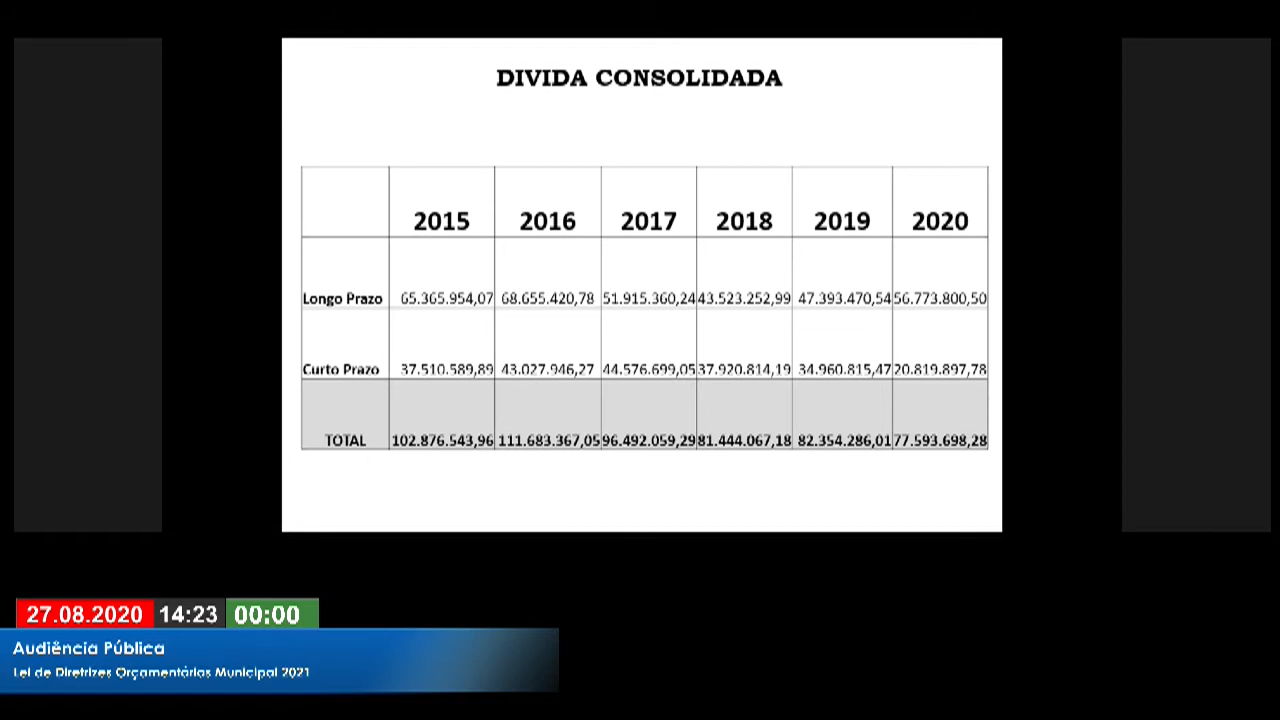 DIVIDA CONSOLIDADA
2015 2016 2017 2018 2019 2020
Longo Prazo 65.365.954,07 68.655.420,78 51.915.360,24 43.523.252,99 47.393.470,54 56.773.800,50
Curto Prazo 37.510.589,89 43.027.946,27 44.576.699,05 37.920.814,19 34.960.815,47 20.819.897,78
TOTAL 102.876.543,96 111.683.367,05 96.492.059,29 81.444.067,18 82.354.286,01 77.593.698,28
27.08.2020 14:23 00:00
Audiência Pública
Lei de Diretrizes Orçamentárias Municipal 2021